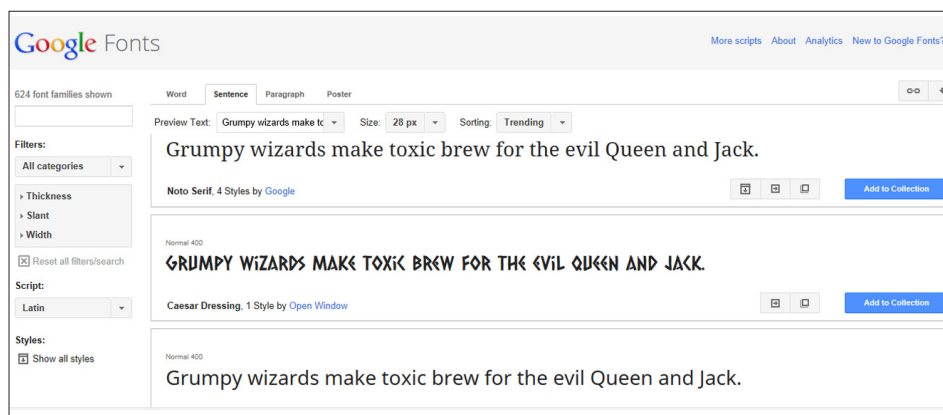 Google Fonts
More scripts About Analytics New to Google Fonts?
624 font families shown
Word Sentence Paragraph Poster
Preview Text: Grumpy wizards make to Size: 28 px Sorting: Trending
Filters:
All categories
Thickness
Slant
Width
Reset all filters/search
Script:
Latin
Styles:
Show all styles
Grumpy wizards make toxic brew for the evil Queen and Jack.
Noto Serif, 4 Styles by Google
Add to Collection
Normal 400
GRUMPY WiZARDS MAKE TOXiC BREW FOR THE EViL QUEEN AND JACK.
Caesar Dressing, 1 Style by Open Window
Add to Collection
Normal 400
Grumpy wizards make toxic brew for the evil Queen and Jack.